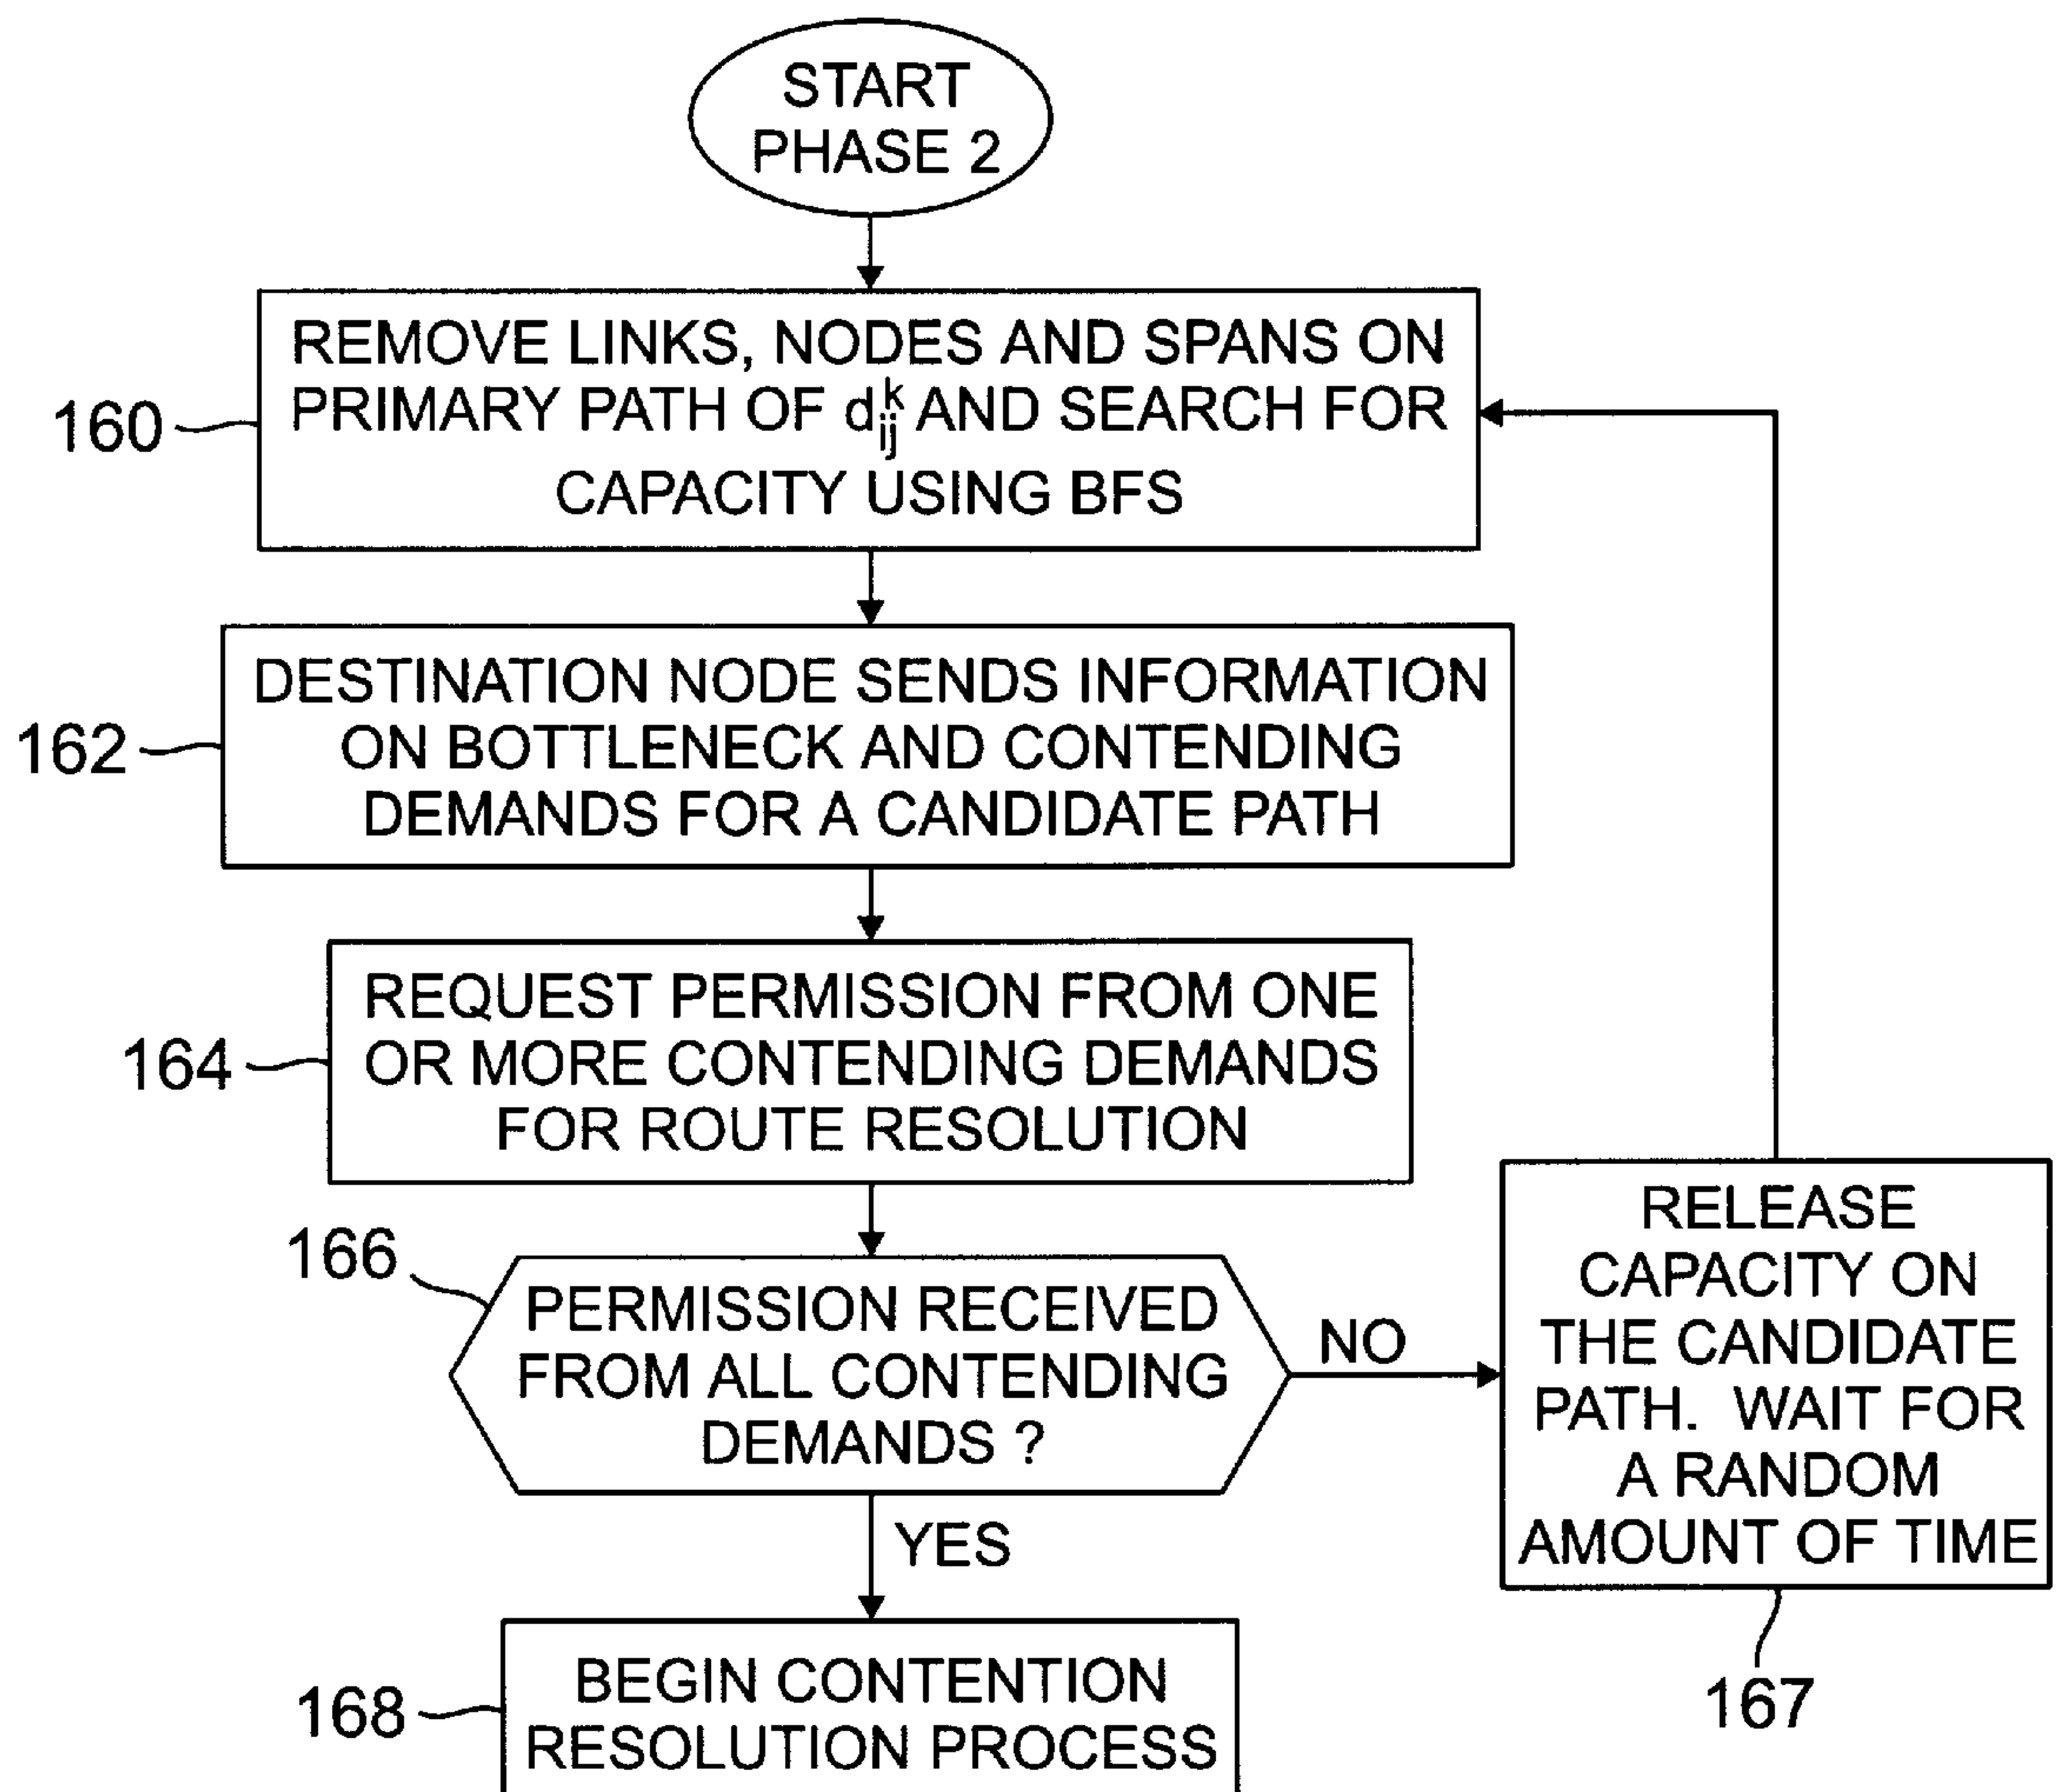 START
PHASE 2
REMOVE LINKS, NODES AND SPANS ON
160
PRIMARY PATH OF d^k_ij AND SEARCH FOR
CAPACITY USING BFS
162
DESTINATION NODE SENDS INFORMATION
ON BOTTLENECK AND CONTENDING
DEMANDS FOR A CANDIDATE PATH
164
REQUEST PERMISSION FROM ONE
OR MORE CONTENDING DEMANDS
FOR ROUTE RESOLUTION
166
PERMISSION RECEIVED
FROM ALL CONTENDING
DEMANDS ?
NO
RELEASE
CAPACITY ON
THE CANDIDATE
PATH. WAIT FOR
A RANDOM
AMOUNT OF TIME
167
YES
168
BEGIN CONTENTION
RESOLUTION PROCESS